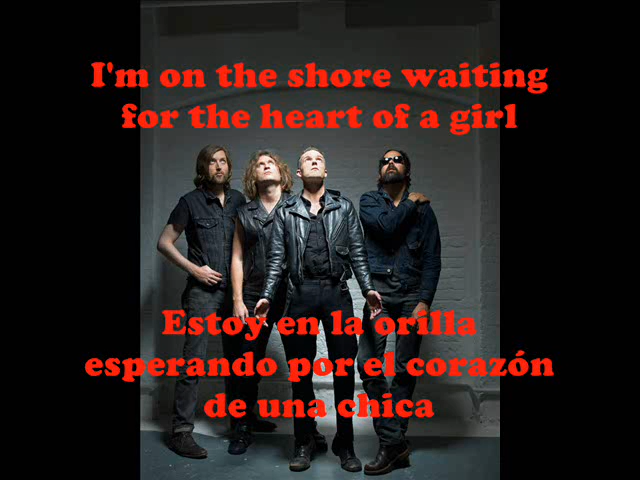 I'm on the shore waiting
for the heart of a girl
Estoy en la orilla
esperando por el corazón
de una chica